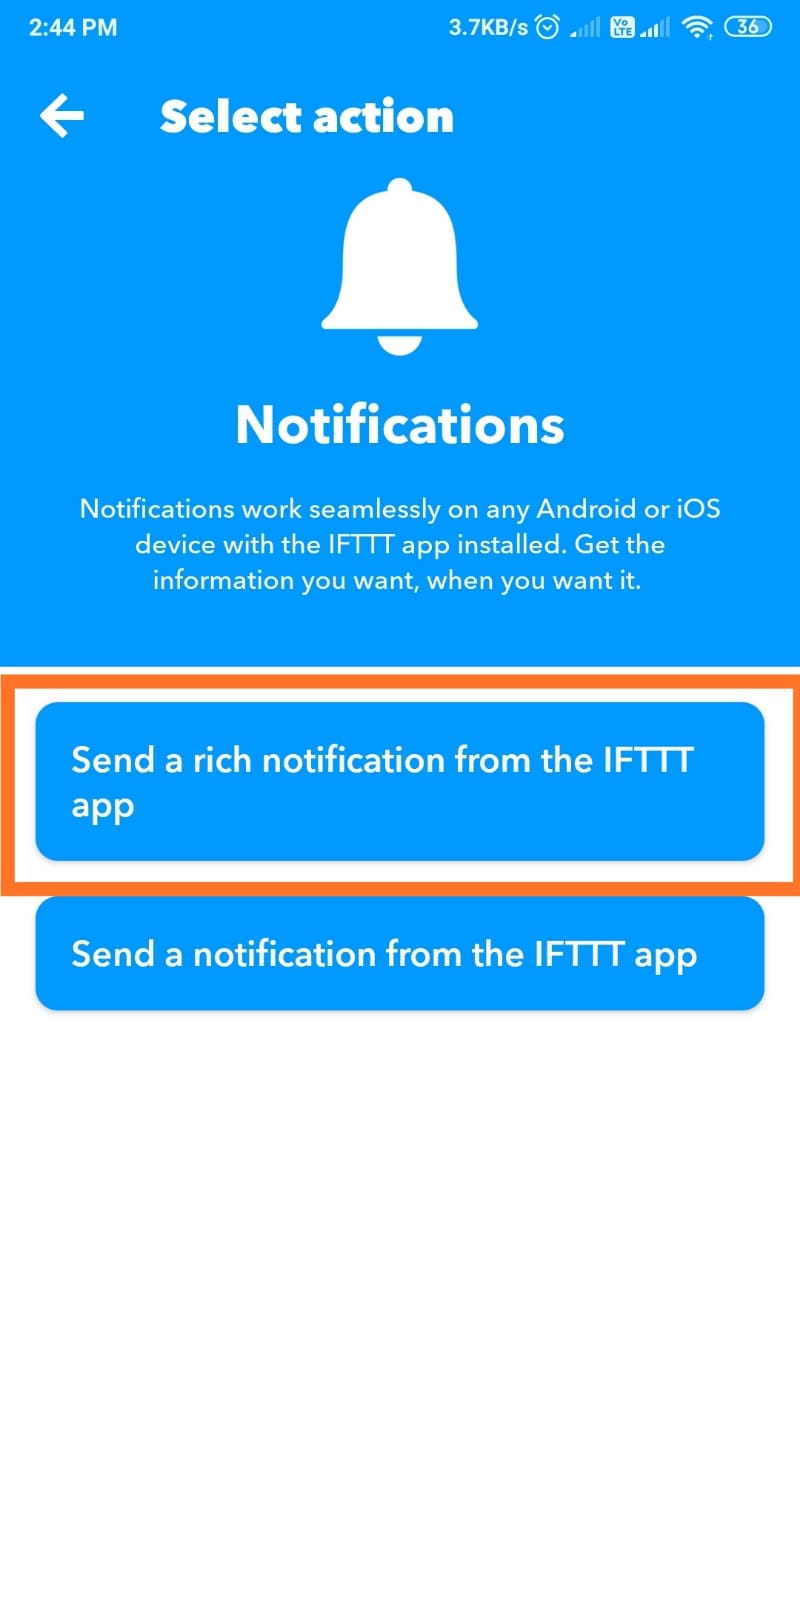 2:44 PM 3.7KB/s Vo LTE 36
Select action
Notifications
Notifications work seamlessly on any Android or iOS
device with the IFTTT app installed. Get the
information you want, when you want it.
Send a rich notification from the IFTTT
app
Send a notification from the IFTTT app